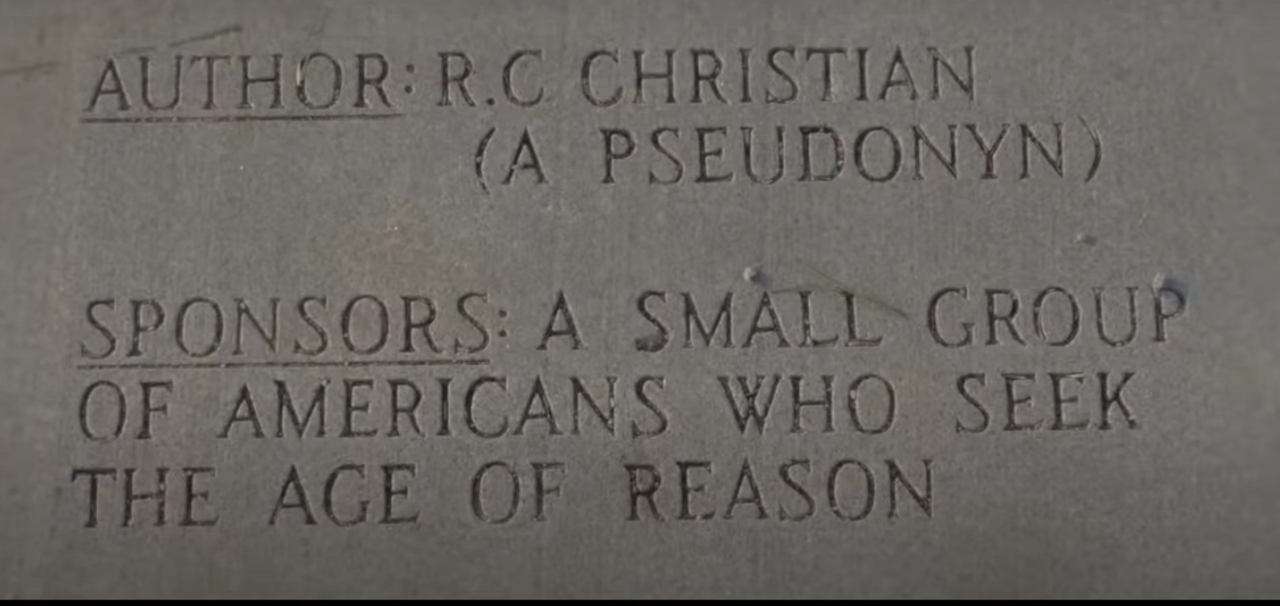 AUTHOR: R.C CHRISTIAN
(A PSEUDONYN)
SPONSORS: A SMALL GROUP
OF AMERICANS WHO SEEK
THE AGE OF REASON